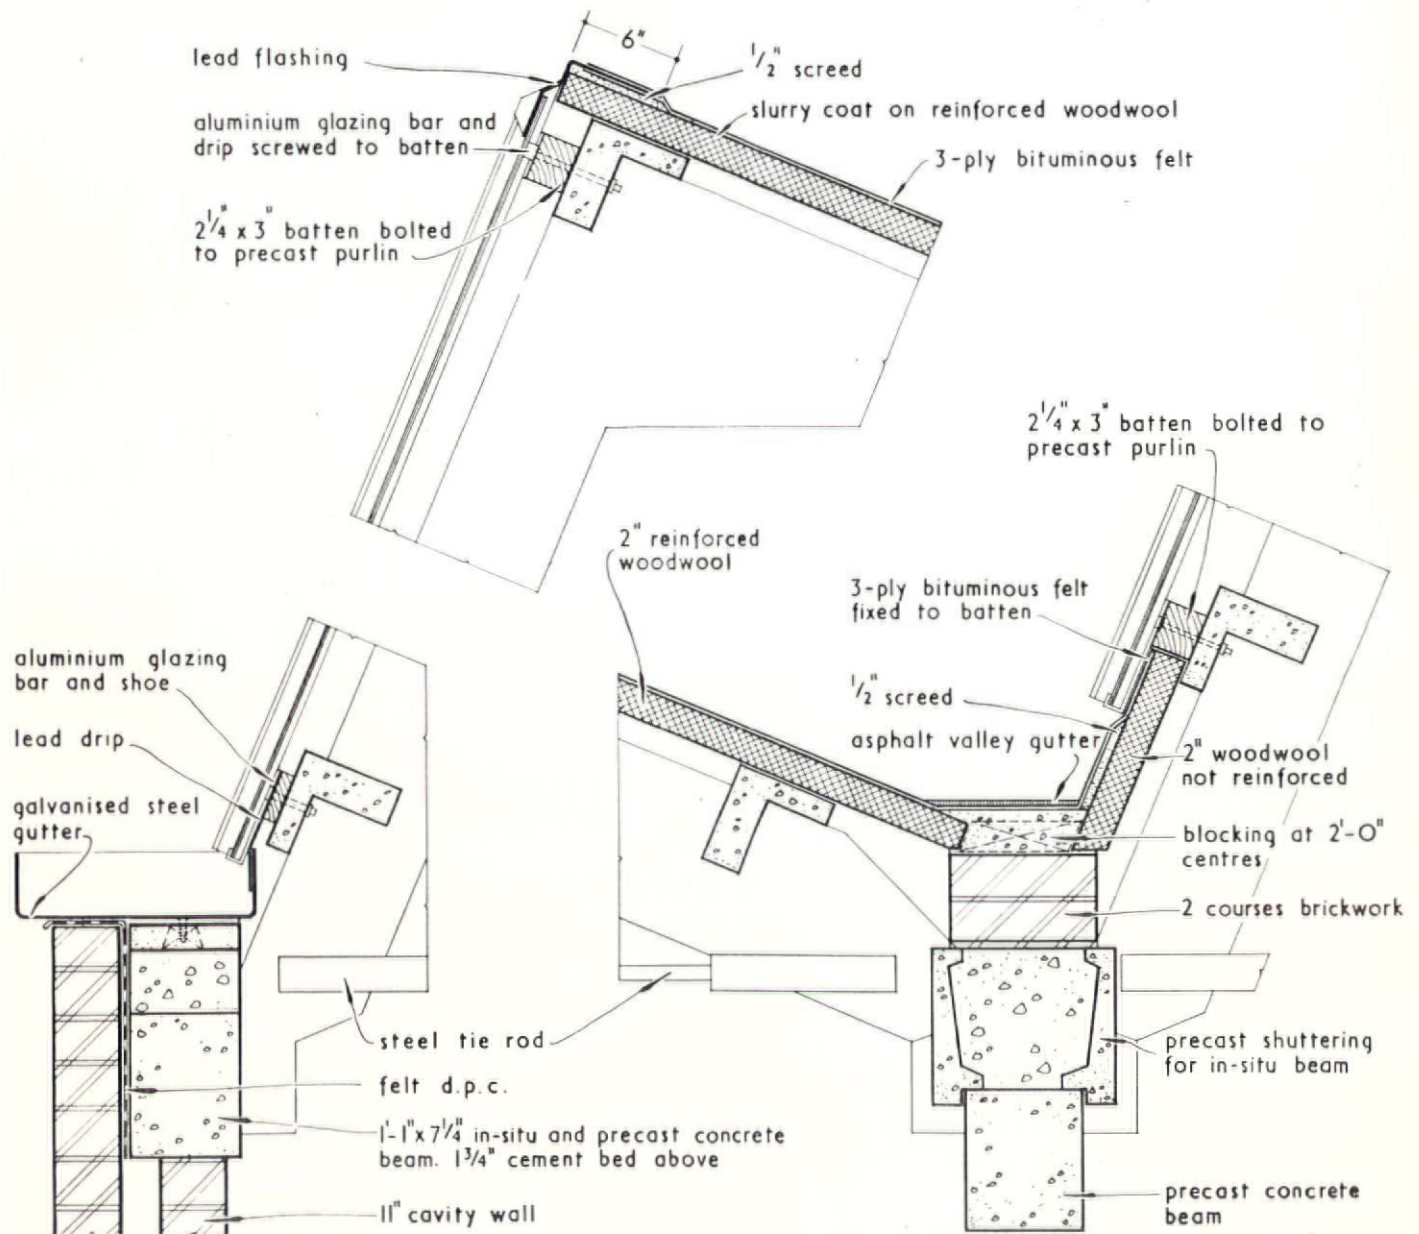 6"
lead flashing
1/2" screed
slurry coat on reinforced woodwool
aluminium glazing bar and
drip screwed to batten
3-ply bituminous felt
2 1/4" x 3" batten bolted
to precast purlin
2 1/4" x 3" batten bolted to
precast purlin
2" reinforced
woodwool
3-ply bituminous felt
fixed to batten
aluminium glazing
bar and shoe
1/2" screed
lead drip
asphalt valley gutter
2" woodwool
not reinforced
galvanised steel
gutter
blocking at 2'-0"
centres
2 courses brickwork
steel tie rod
precast shuttering
for in-situ beam
felt d.p.c.
1'-1" x 7 1/4" in-situ and precast concrete
beam. 1 3/4" cement bed above
precast concrete
beam
11" cavity wall